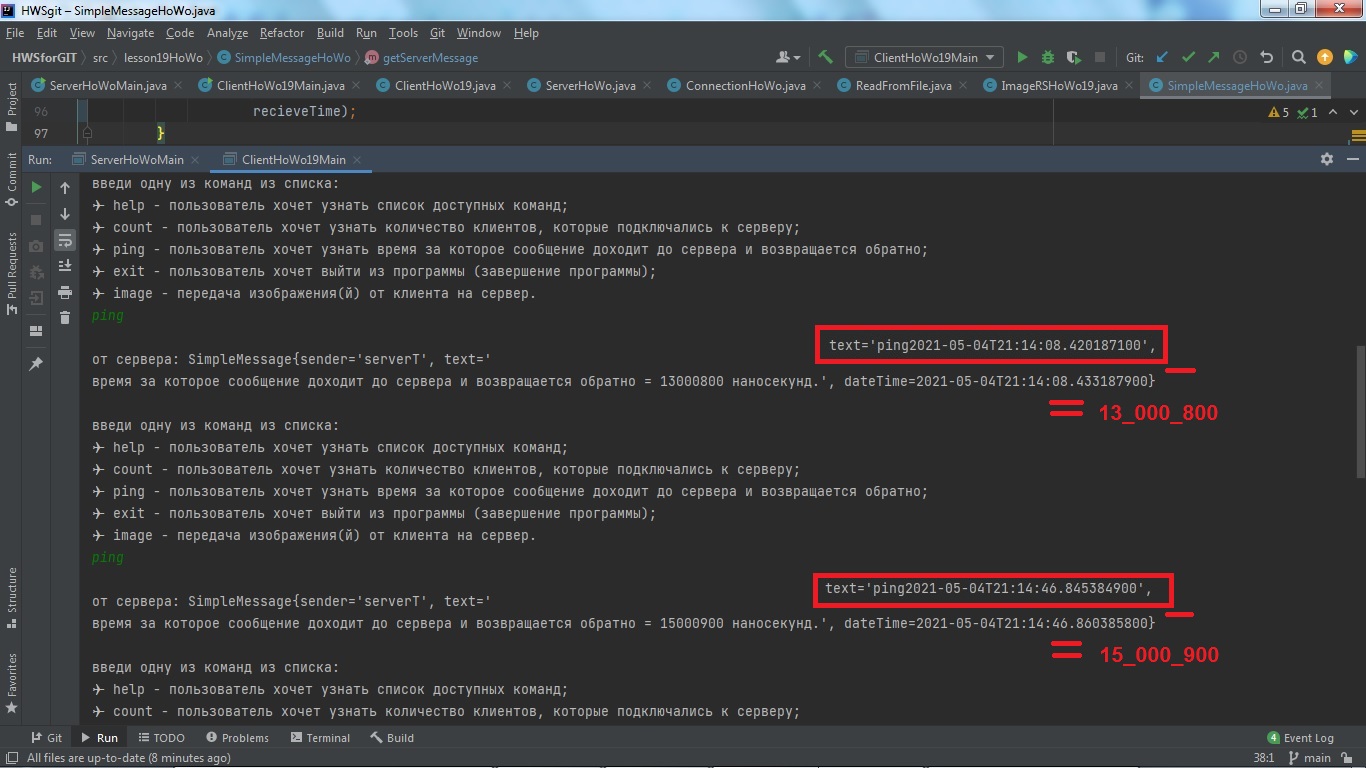 HWSgit – SimpleMessageHoWo.java
File Edit View Navigate Code Analyze Refactor Build Run Tools Git Window Help
HWSforGIT src lesson19HoWo SimpleMessageHoWo getServerMessage ClientHoWo19Main Git:
ServerHoWoMain.java ClientHoWo19Main.java ClientHoWo19.java ServerHoWo.java ConnectionHoWo.java ReadFromFile.java ImageRSHoWo19.java SimpleMessageHoWo.java
Project
Commit
Pull Requests
Structure
Favorites
96 recieveTime);
5 1
97 }
Run: ServerHoWoMain ClientHoWo19Main
введи одну из команд из списка:
✈ help - пользователь хочет узнать список доступных команд;
✈ count - пользователь хочет узнать количество клиентов, которые подключались к серверу;
✈ ping - пользователь хочет узнать время за которое сообщение доходит до сервера и возвращается обратно;
✈ exit - пользователь хочет выйти из программы (завершение программы);
✈ image - передача изображения(й) от клиента на сервер.
ping
text='ping2021-05-04T21:14:08.420187100',
от сервера: SimpleMessage{sender='serverT', text='
время за которое сообщение доходит до сервера и возвращается обратно = 13000800 наносекунд.', dateTime=2021-05-04T21:14:08.433187900}
= 13_000_800
введи одну из команд из списка:
✈ help - пользователь хочет узнать список доступных команд;
✈ count - пользователь хочет узнать количество клиентов, которые подключались к серверу;
✈ ping - пользователь хочет узнать время за которое сообщение доходит до сервера и возвращается обратно;
✈ exit - пользователь хочет выйти из программы (завершение программы);
✈ image - передача изображения(й) от клиента на сервер.
ping
text='ping2021-05-04T21:14:46.845384900',
от сервера: SimpleMessage{sender='serverT', text='
время за которое сообщение доходит до сервера и возвращается обратно = 15000900 наносекунд.', dateTime=2021-05-04T21:14:46.860385800}
= 15_000_900
введи одну из команд из списка:
✈ help - пользователь хочет узнать список доступных команд;
✈ count - пользователь хочет узнать количество клиентов, которые подключались к серверу;
Git Run TODO Problems Terminal Build 4 Event Log
All files are up-to-date (8 minutes ago) 38:1 main